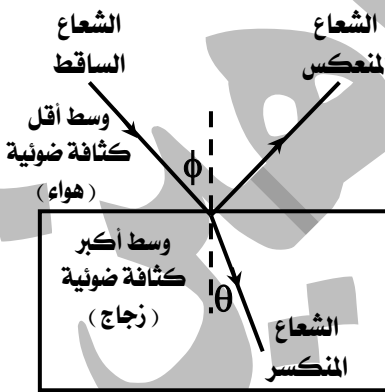 الشعاع
الساقط
الشعاع
المنعكس
وسط أقل
كثافة ضوئية
(هواء)
ϕ
وسط أكبر
كثافة ضوئية
(زجاج)
θ
الشعاع
المنكسر